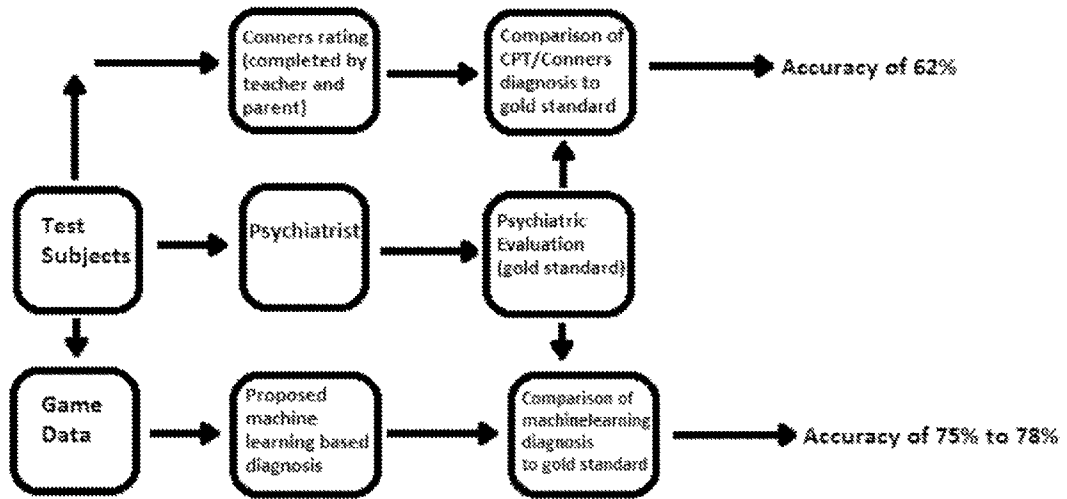 Conners rating
(completed by
teacher and
parent)
Comparison of
CPT/Conners
diagnosis to
gold standard
Accuracy of 62%
Test
Subjects
Psychiatrist
Psychiatric
Evaluation
(gold standard)
Game
Data
Proposed
machine
learning based
diagnosis
Comparison of
machinelearning
diagnosis
to gold standard
Accuracy of 75% to 78%